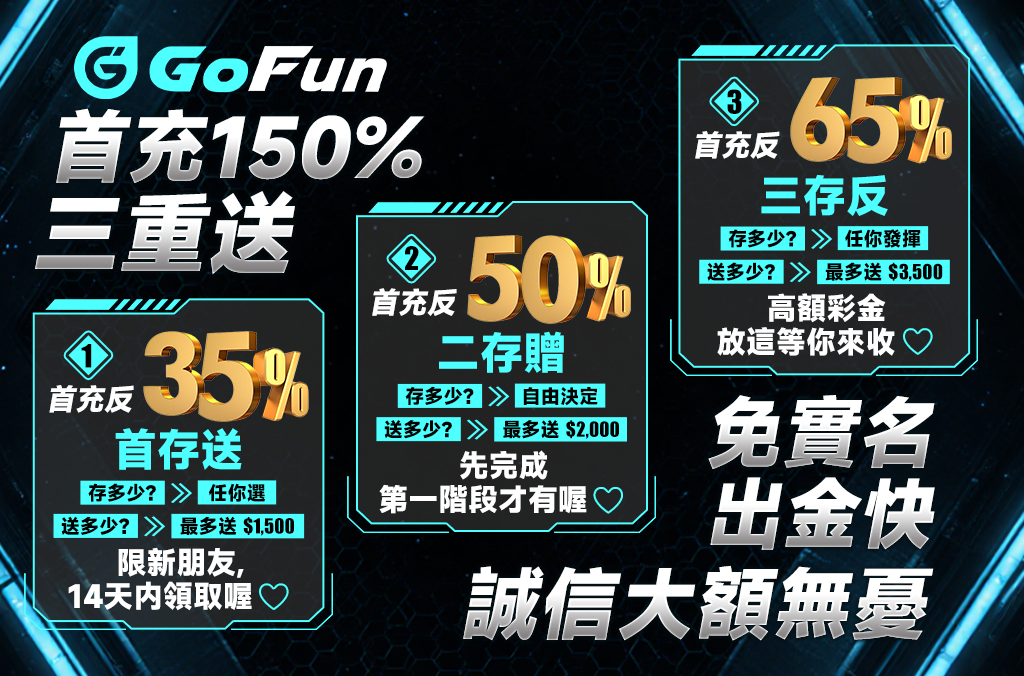 GoFun
首充150%
三重送
1
首充反 35%
首存送
存多少? >> 任你選
送多少? >> 最多送 $1,500
限新朋友,
14天內領取喔♡
2
首充反 50%
二存贈
存多少? >> 自由決定
送多少? >> 最多送 $2,000
先完成
第一階段才有喔♡
3
首充反 65%
三存反
存多少? >> 任你發揮
送多少? >> 最多送 $3,500
高額彩金
放這等你來收♡
免實名
出金快
誠信大額無憂